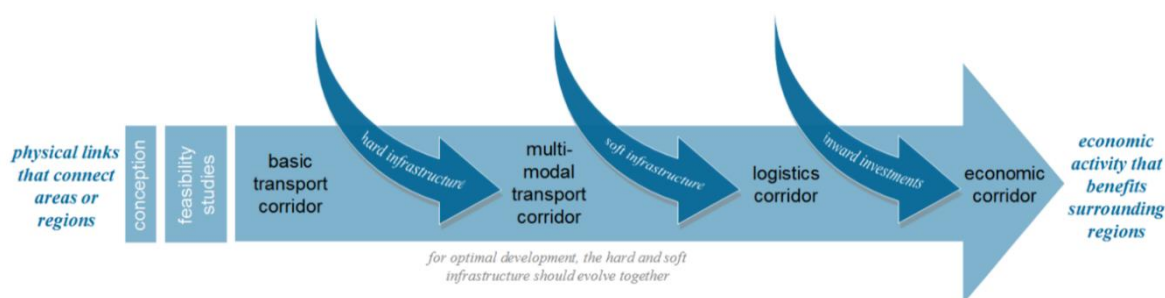 physical links
that connect
areas or
regions
conception
feasibility
studies
basic
transport
corridor
hard infrastructure
multi-
modal
transport
corridor
soft infrastructure
logistics
corridor
inward investments
economic
corridor
economic
activity that
benefits
surrounding
regions
for optimal development, the hard and soft
infrastructure should evolve together